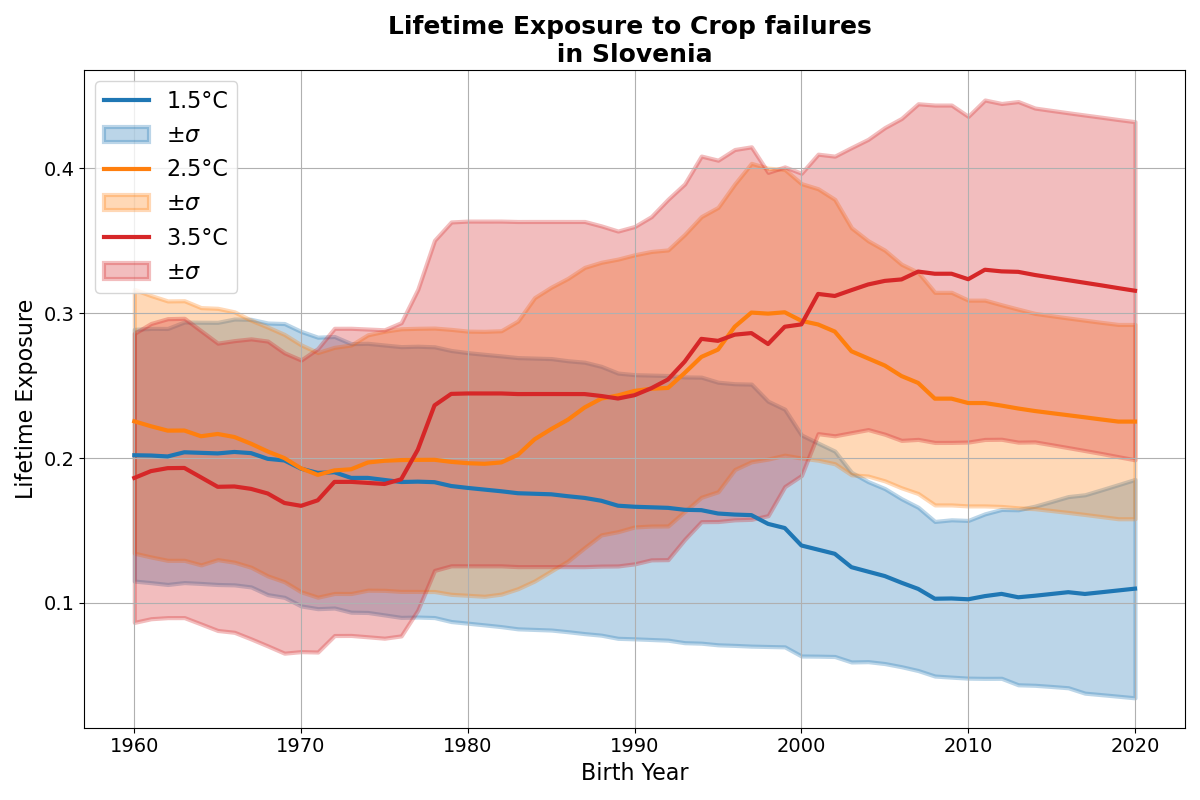 Lifetime Exposure to Crop failures
in Slovenia
1.5°C
±σ
2.5°C
±σ
3.5°C
±σ
Lifetime Exposure
0.4
0.3
0.2
0.1
1960 1970 1980 1990 2000 2010 2020
Birth Year